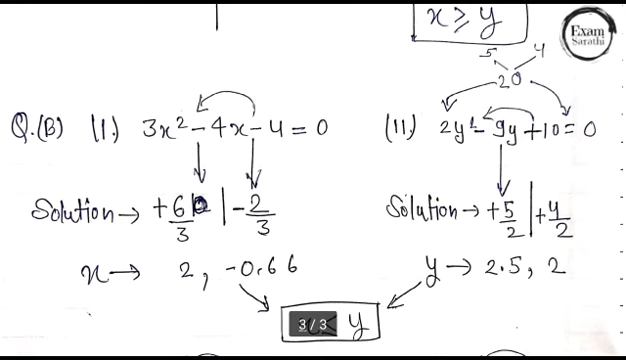 x ≥ y
Exam
Sarathi
5 4
20
Q.(B) (I.) 3x² - 4x - 4 = 0
(II.) 2y² - 9y + 10 = 0
Solution → +6/3 | -2/3
Solution → +5/2 | +4/2
x → 2, -0.66
y → 2.5, 2
3 / 3
y